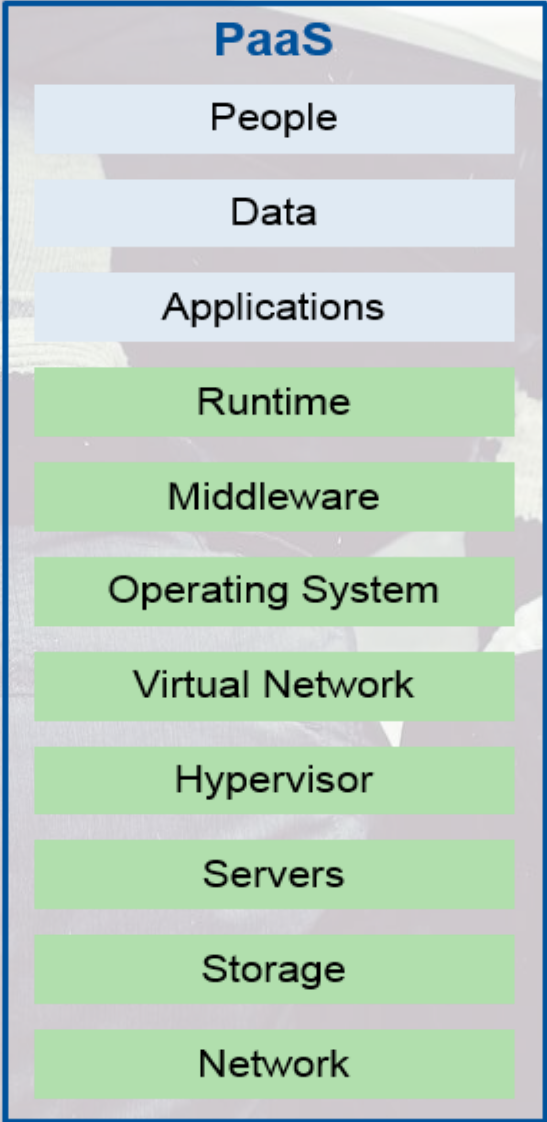 PaaS
People
Data
Applications
Runtime
Middleware
Operating System
Virtual Network
Hypervisor
Servers
Storage
Network